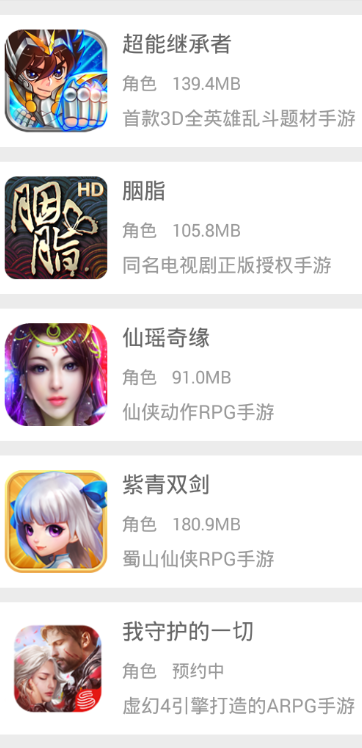 超能继承者
角色 139.4MB
首款3D全英雄乱斗题材手游
胭脂 HD
胭脂
角色 105.8MB
同名电视剧正版授权手游
仙瑶奇缘
角色 91.0MB
仙侠动作RPG手游
紫青双剑
角色 180.9MB
蜀山仙侠RPG手游
我守护的一切
角色 预约中
虚幻4引擎打造的ARPG手游